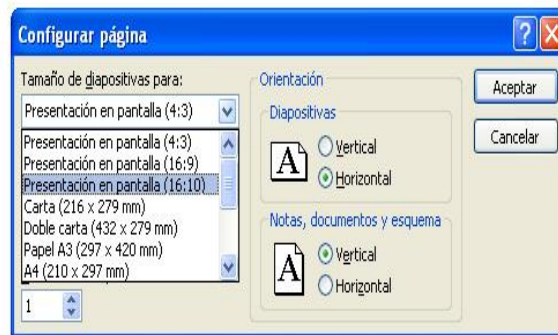 Configurar página
Tamaño de diapositivas para:
Presentación en pantalla (4:3)
Presentación en pantalla (4:3)
Presentación en pantalla (16:9)
Presentación en pantalla (16:10)
Carta (216 x 279 mm)
Doble carta (432 x 279 mm)
Papel A3 (297 x 420 mm)
A4 (210 x 297 mm)
1
Orientación
Diapositivas
A
Vertical
Horizontal
Notas, documentos y esquema
A
Vertical
Horizontal
Aceptar
Cancelar